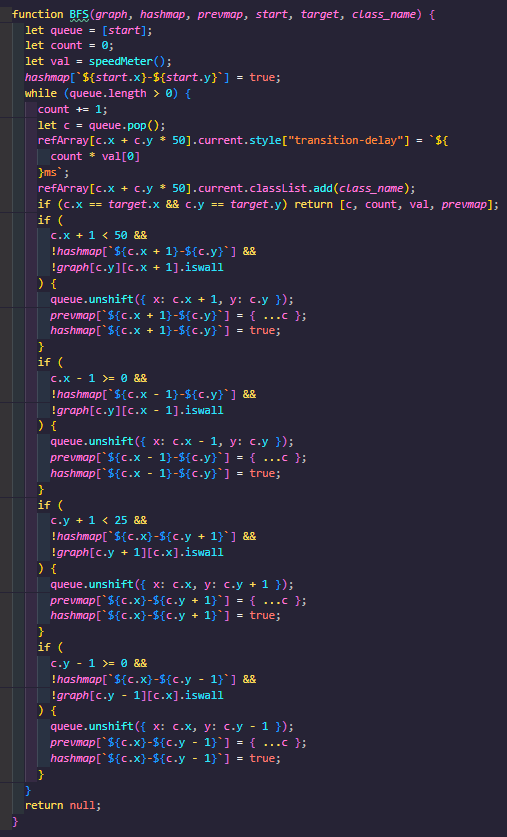 function BFS(graph, hashmap, prevmap, start, target, class_name) {
  let queue = [start];
  let count = 0;
  let val = speedMeter();
  hashmap[`${start.x}-${start.y}`] = true;
  while (queue.length > 0) {
    count += 1;
    let c = queue.pop();
    refArray[c.x + c.y * 50].current.style["transition-delay"] = `${
      count * val[0]
    }ms`;
    refArray[c.x + c.y * 50].current.classList.add(class_name);
    if (c.x == target.x && c.y == target.y) return [c, count, val, prevmap];
    if (
      c.x + 1 < 50 &&
      !hashmap[`${c.x + 1}-${c.y}`] &&
      !graph[c.y][c.x + 1].iswall
    ) {
      queue.unshift({ x: c.x + 1, y: c.y });
      prevmap[`${c.x + 1}-${c.y}`] = { ...c };
      hashmap[`${c.x + 1}-${c.y}`] = true;
    }
    if (
      c.x - 1 >= 0 &&
      !hashmap[`${c.x - 1}-${c.y}`] &&
      !graph[c.y][c.x - 1].iswall
    ) {
      queue.unshift({ x: c.x - 1, y: c.y });
      prevmap[`${c.x - 1}-${c.y}`] = { ...c };
      hashmap[`${c.x - 1}-${c.y}`] = true;
    }
    if (
      c.y + 1 < 25 &&
      !hashmap[`${c.x}-${c.y + 1}`] &&
      !graph[c.y + 1][c.x].iswall
    ) {
      queue.unshift({ x: c.x, y: c.y + 1 });
      prevmap[`${c.x}-${c.y + 1}`] = { ...c };
      hashmap[`${c.x}-${c.y + 1}`] = true;
    }
    if (
      c.y - 1 >= 0 &&
      !hashmap[`${c.x}-${c.y - 1}`] &&
      !graph[c.y - 1][c.x].iswall
    ) {
      queue.unshift({ x: c.x, y: c.y - 1 });
      prevmap[`${c.x}-${c.y - 1}`] = { ...c };
      hashmap[`${c.x}-${c.y - 1}`] = true;
    }
  }
  return null;
}